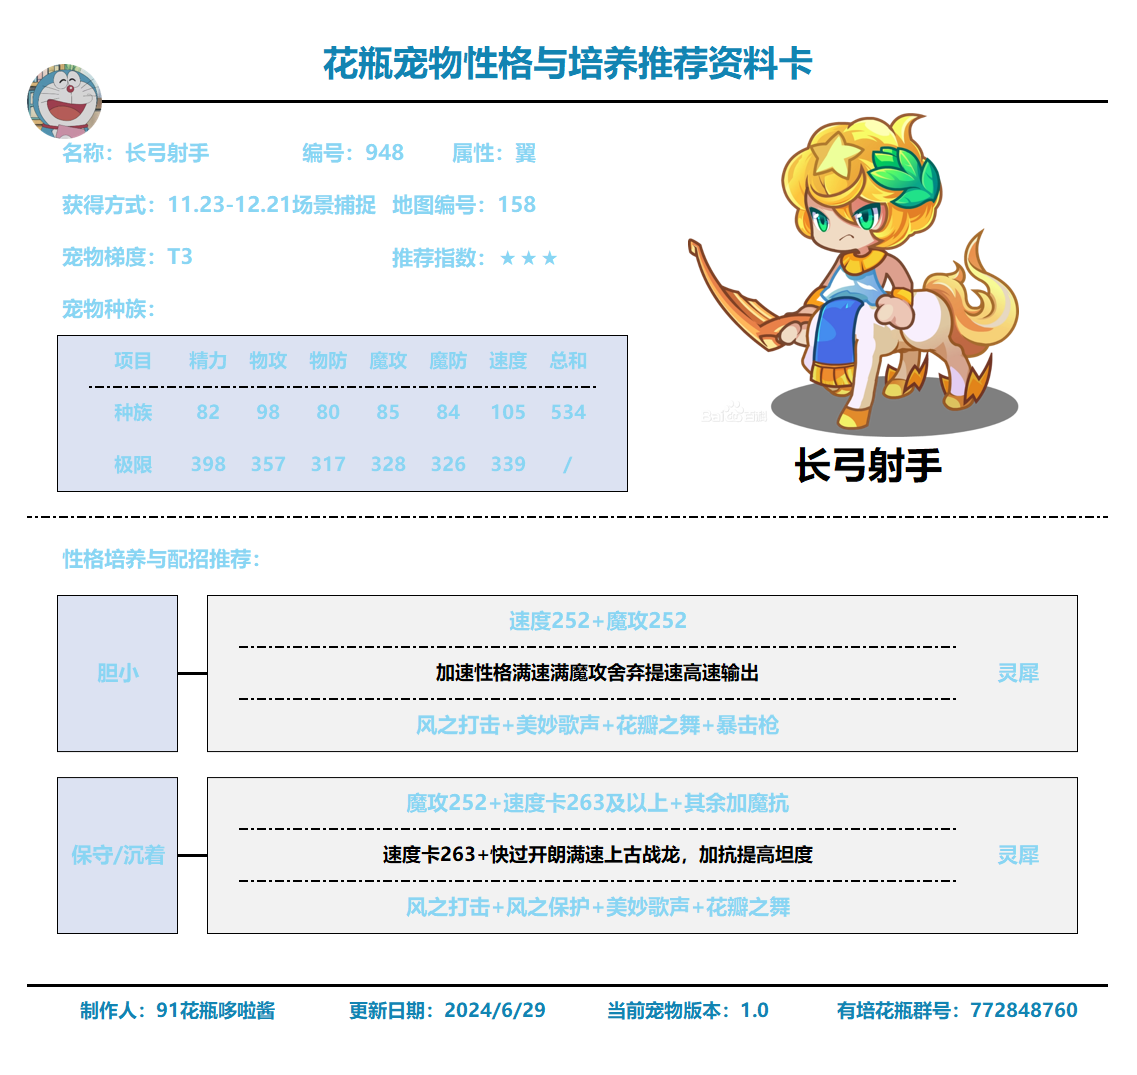 花瓶宠物性格与培养推荐资料卡
名称：长弓射手 编号：948 属性：翼
获得方式：11.23-12.21场景捕捉 地图编号：158
宠物梯度：T3 推荐指数：★★★
宠物种族：
项目 精力 物攻 物防 魔攻 魔防 速度 总和
种族 82 98 80 85 84 105 534
极限 398 357 317 328 326 339 /
Baidu百科
长弓射手
性格培养与配招推荐：
胆小
速度252+魔攻252
加速性格满速满魔攻舍弃提速高速输出
风之打击+美妙歌声+花瓣之舞+暴击枪
灵犀
保守/沉着
魔攻252+速度卡263及以上+其余加魔抗
速度卡263+快过开朗满速上古战龙，加抗提高坦度
风之打击+风之保护+美妙歌声+花瓣之舞
灵犀
制作人：91花瓶哆啦酱 更新日期：2024/6/29 当前宠物版本：1.0 有培花瓶群号：772848760